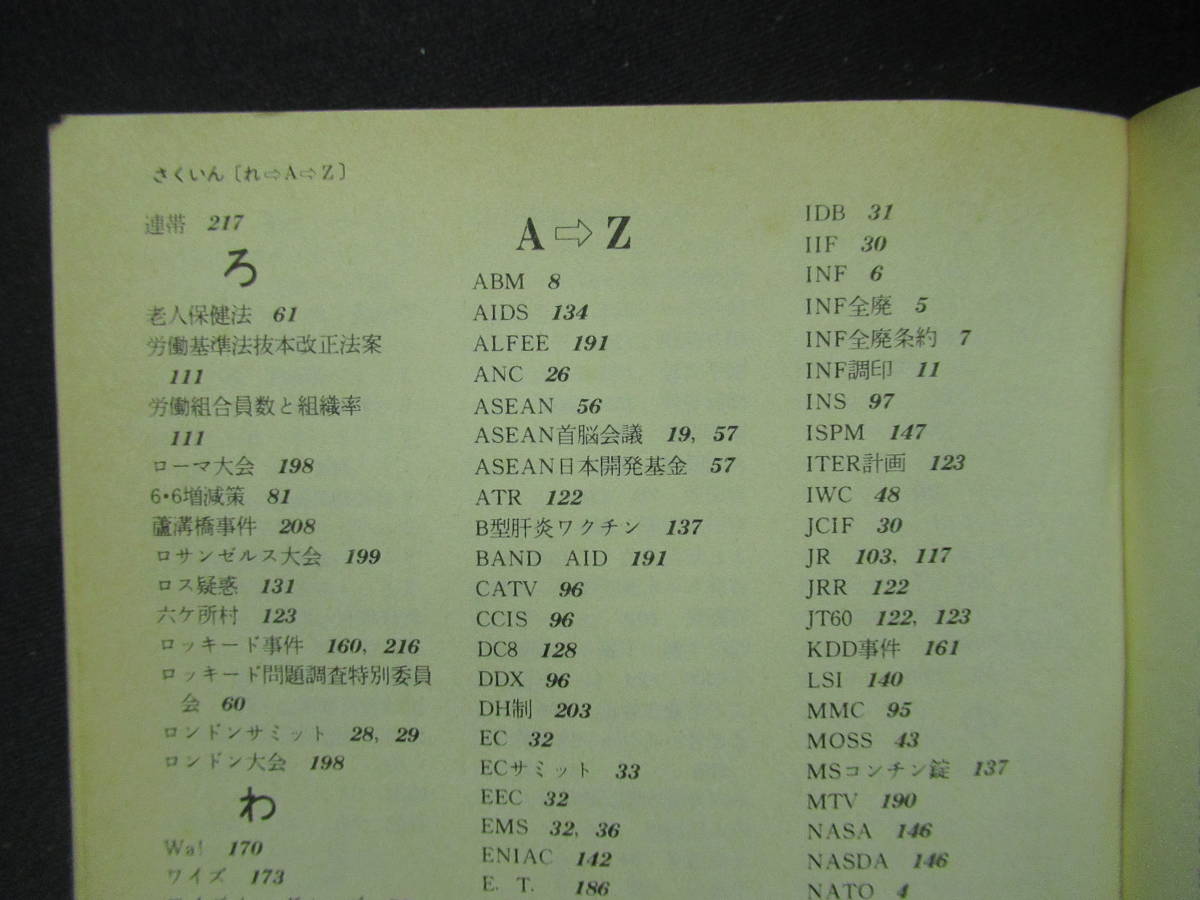 さくいん〔れ⇨A⇨Z〕
連帯 217
ろ
老人保健法 61
労働基準法抜本改正法案
111
労働組合員数と組織率
111
ローマ大会 198
6・6増減策 81
蘆溝橋事件 208
ロサンゼルス大会 199
ロス疑惑 131
六ケ所村 123
ロッキード事件 160, 216
ロッキード問題調査特別委員
会 60
ロンドンサミット 28, 29
ロンドン大会 198
わ
Wa! 170
ワイズ 173
A⇨Z
ABM 8
AIDS 134
ALFEE 191
ANC 26
ASEAN 56
ASEAN首脳会議 19, 57
ASEAN日本開発基金 57
ATR 122
B型肝炎ワクチン 137
BAND AID 191
CATV 96
CCIS 96
DC8 128
DDX 96
DH制 203
EC 32
ECサミット 33
EEC 32
EMS 32, 36
ENIAC 142
E. T. 186
IDB 31
IIF 30
INF 6
INF全廃 5
INF全廃条約 7
INF調印 11
INS 97
ISPM 147
ITER計画 123
IWC 48
JCIF 30
JR 103, 117
JRR 122
JT60 122, 123
KDD事件 161
LSI 140
MMC 95
MOSS 43
MSコンチン錠 137
MTV 190
NASA 146
NASDA 146
NATO 4